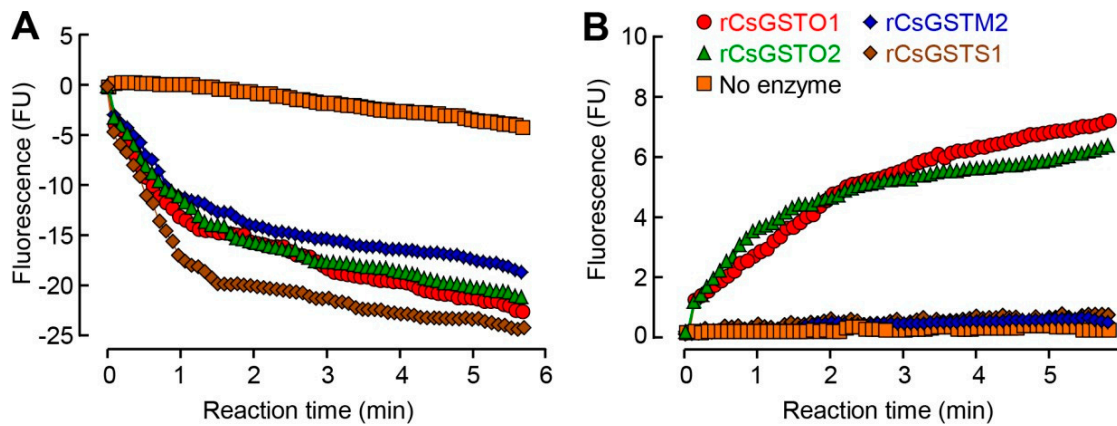 A
Fluorescence (FU)
5
0
-5
-10
-15
-20
-25
0 1 2 3 4 5 6
Reaction time (min)
B
rCsGSTO1 rCsGSTM2
rCsGSTO2 rCsGSTS1
No enzyme
Fluorescence (FU)
10
8
6
4
2
0
0 1 2 3 4 5
Reaction time (min)